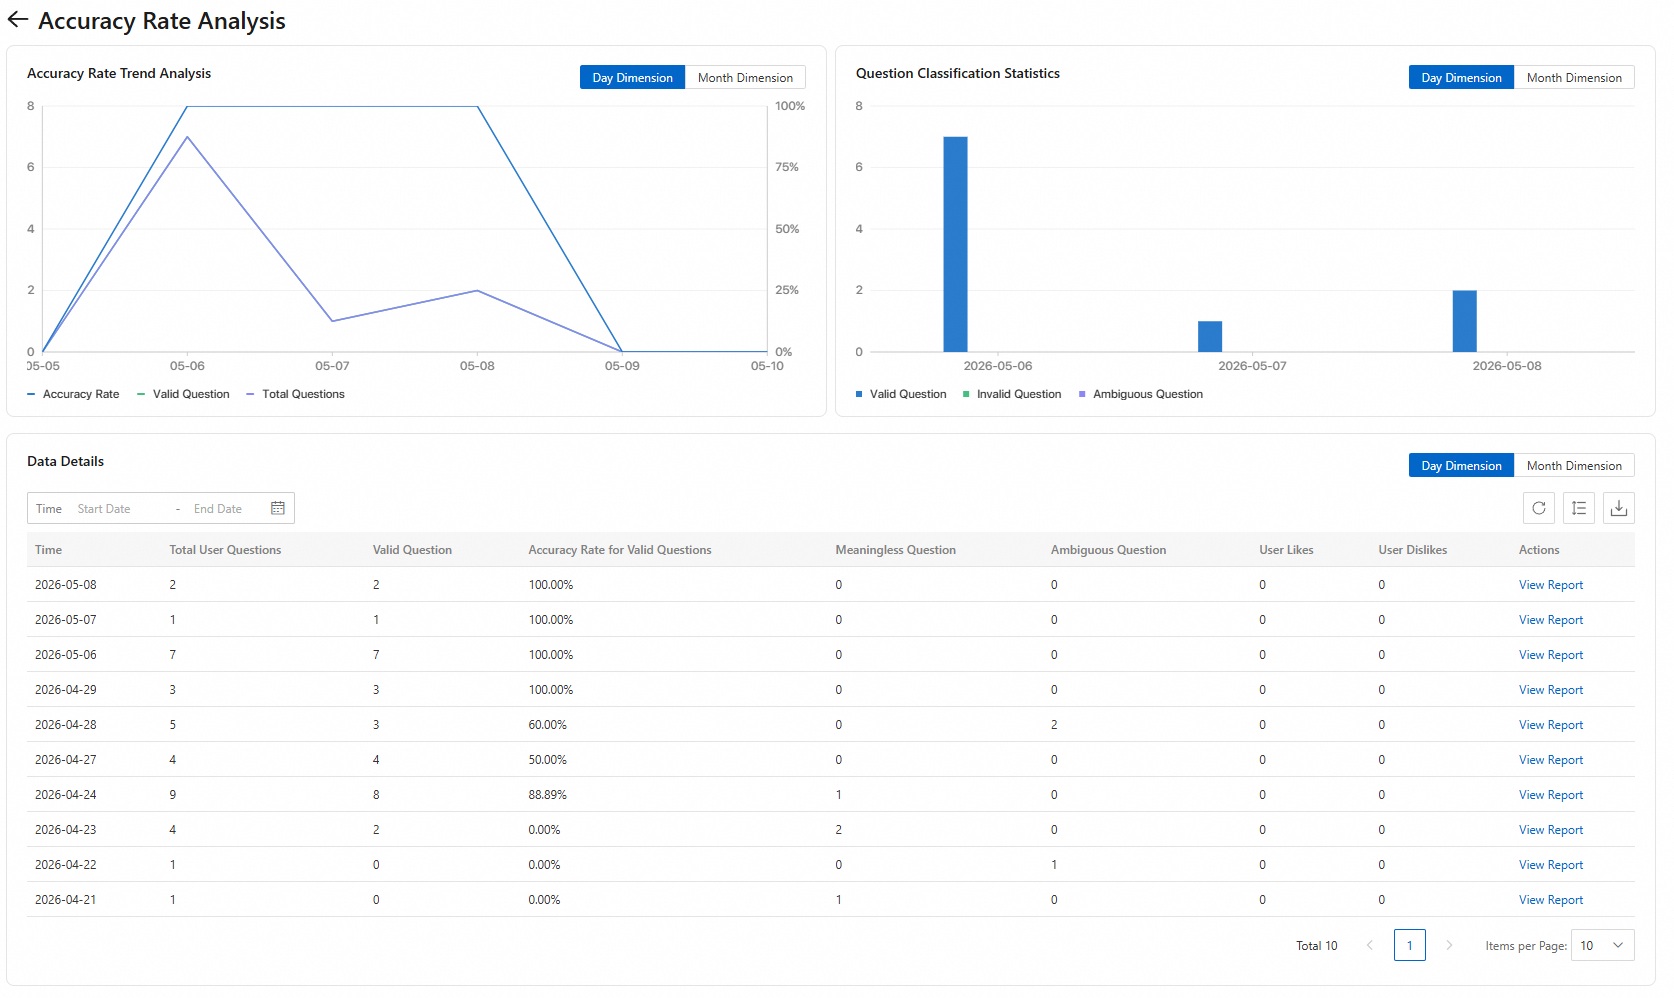 Accuracy Rate Analysis
Accuracy Rate Trend Analysis
Day Dimension Month Dimension
8 100%
6 75%
4 50%
2 25%
0 0%
05-05 05-06 05-07 05-08 05-09 05-10
Accuracy Rate Valid Question Total Questions
Question Classification Statistics
Day Dimension Month Dimension
8
6
4
2
0
2026-05-06 2026-05-07 2026-05-08
Valid Question Invalid Question Ambiguous Question
Data Details
Day Dimension Month Dimension
Time Start Date - End Date
Time Total User Questions Valid Question Accuracy Rate for Valid Questions Meaningless Question Ambiguous Question User Likes User Dislikes Actions
2026-05-08 2 2 100.00% 0 0 0 0 View Report
2026-05-07 1 1 100.00% 0 0 0 0 View Report
2026-05-06 7 7 100.00% 0 0 0 0 View Report
2026-04-29 3 3 100.00% 0 0 0 0 View Report
2026-04-28 5 3 60.00% 0 2 0 0 View Report
2026-04-27 4 4 50.00% 0 0 0 0 View Report
2026-04-24 9 8 88.89% 1 0 0 0 View Report
2026-04-23 4 2 0.00% 2 0 0 0 View Report
2026-04-22 1 0 0.00% 0 1 0 0 View Report
2026-04-21 1 0 0.00% 1 0 0 0 View Report
Total 10 1 Items per Page: 10